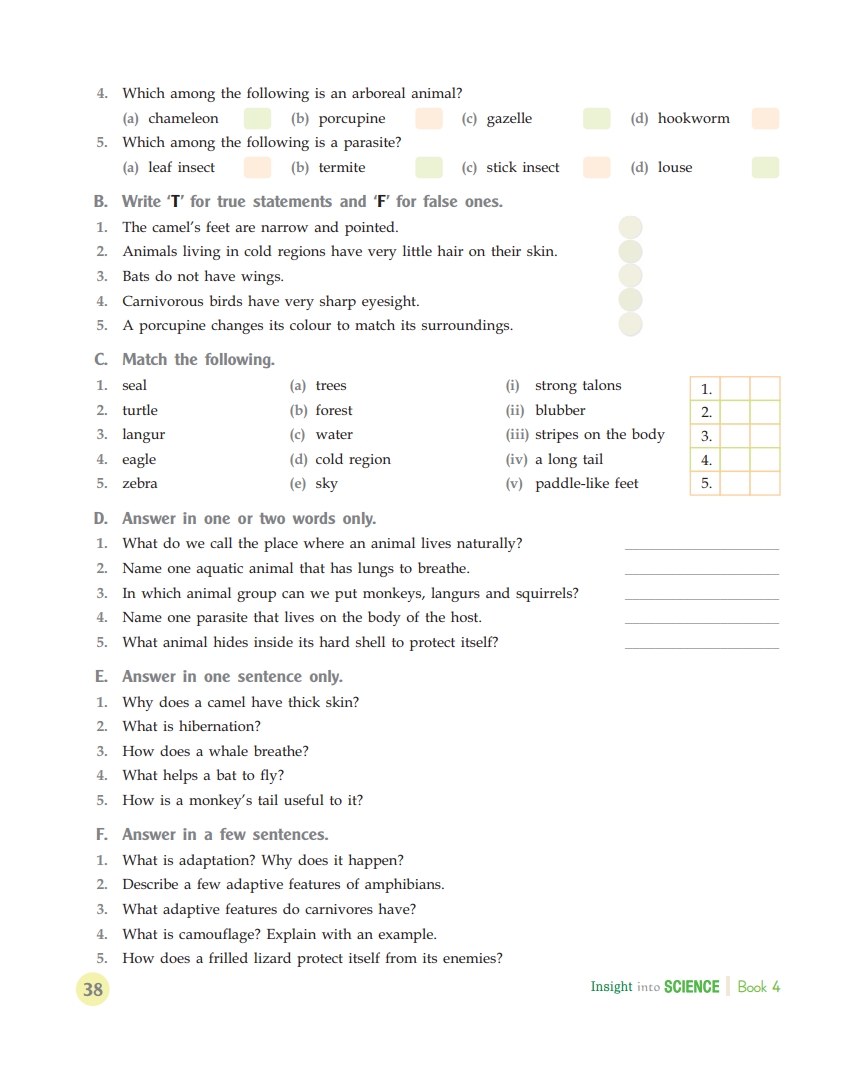 4. Which among the following is an arboreal animal?
(a) chameleon (b) porcupine (c) gazelle (d) hookworm
5. Which among the following is a parasite?
(a) leaf insect (b) termite (c) stick insect (d) louse
B. Write ‘T’ for true statements and ‘F’ for false ones.
1. The camel’s feet are narrow and pointed.
2. Animals living in cold regions have very little hair on their skin.
3. Bats do not have wings.
4. Carnivorous birds have very sharp eyesight.
5. A porcupine changes its colour to match its surroundings.
C. Match the following.
1. seal (a) trees (i) strong talons 1.
2. turtle (b) forest (ii) blubber 2.
3. langur (c) water (iii) stripes on the body 3.
4. eagle (d) cold region (iv) a long tail 4.
5. zebra (e) sky (v) paddle-like feet 5.
D. Answer in one or two words only.
1. What do we call the place where an animal lives naturally?
2. Name one aquatic animal that has lungs to breathe.
3. In which animal group can we put monkeys, langurs and squirrels?
4. Name one parasite that lives on the body of the host.
5. What animal hides inside its hard shell to protect itself?
E. Answer in one sentence only.
1. Why does a camel have thick skin?
2. What is hibernation?
3. How does a whale breathe?
4. What helps a bat to fly?
5. How is a monkey’s tail useful to it?
F. Answer in a few sentences.
1. What is adaptation? Why does it happen?
2. Describe a few adaptive features of amphibians.
3. What adaptive features do carnivores have?
4. What is camouflage? Explain with an example.
5. How does a frilled lizard protect itself from its enemies?
38 Insight into SCIENCE Book 4